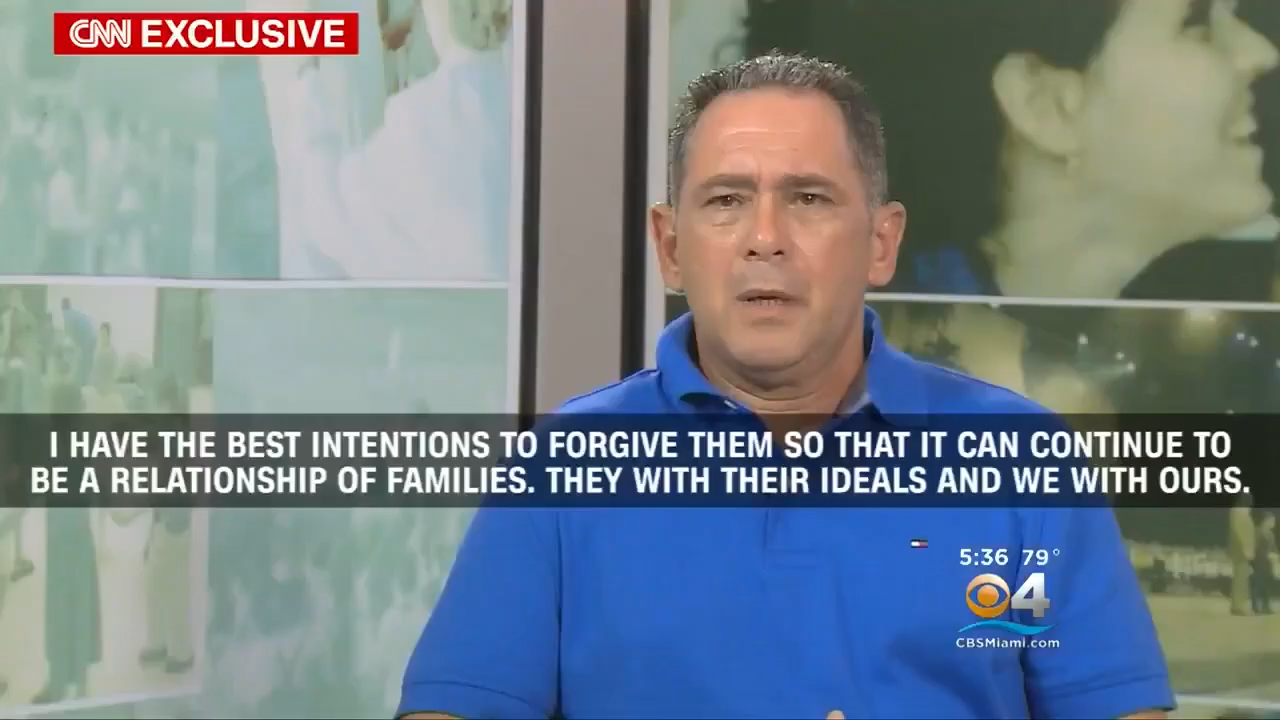 CNN EXCLUSIVE
I HAVE THE BEST INTENTIONS TO FORGIVE THEM SO THAT IT CAN CONTINUE TO
BE A RELATIONSHIP OF FAMILIES. THEY WITH THEIR IDEALS AND WE WITH OURS.
5:36 79°
4
CBSMiami.com